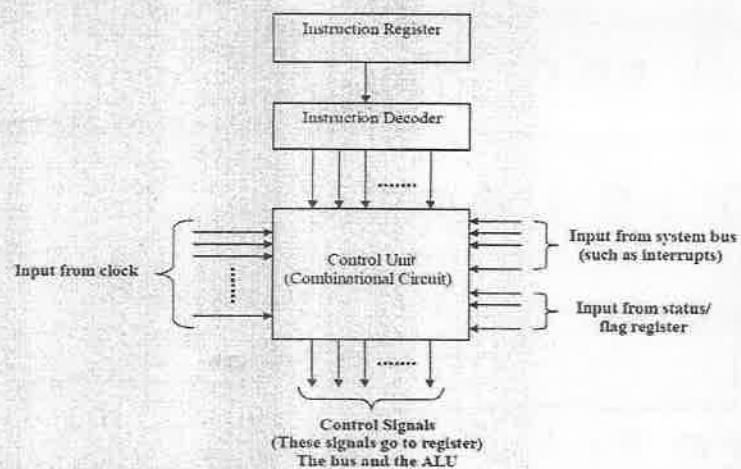 Instruction Register
Instruction Decoder
Control Unit
(Combinational Circuit)
Input from clock
Input from system bus
(such as interrupts)
Input from status/
flag register
Control Signals
(These signals go to register)
The bus and the ALU